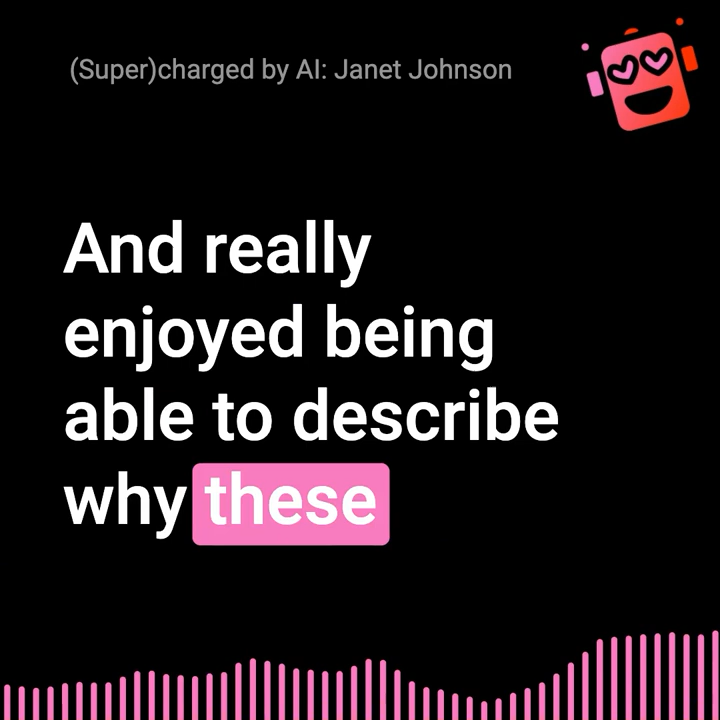 (Super)charged by AI: Janet Johnson
And really
enjoyed being
able to describe
why these